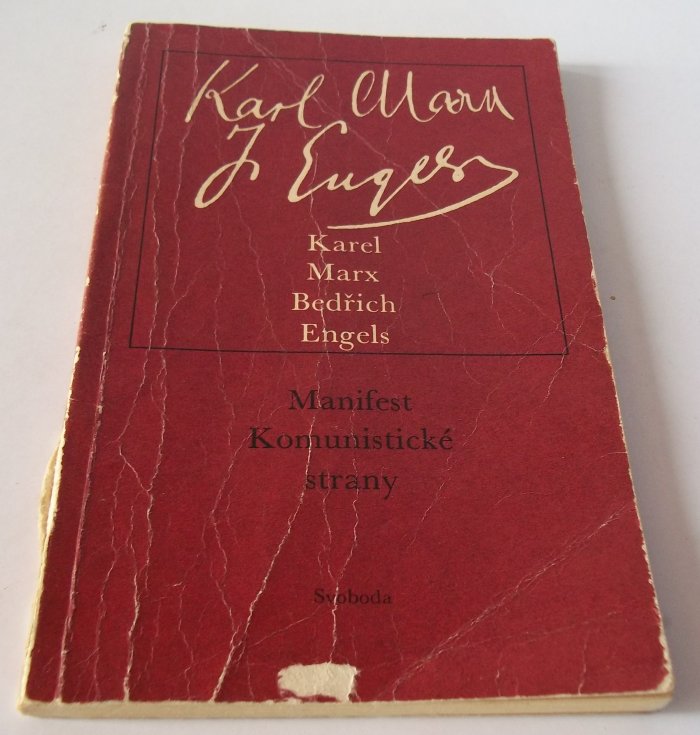 Karl Marx
F Engels
Karel
Marx
Bedřich
Engels
Manifest
Komunistické
strany
Svoboda